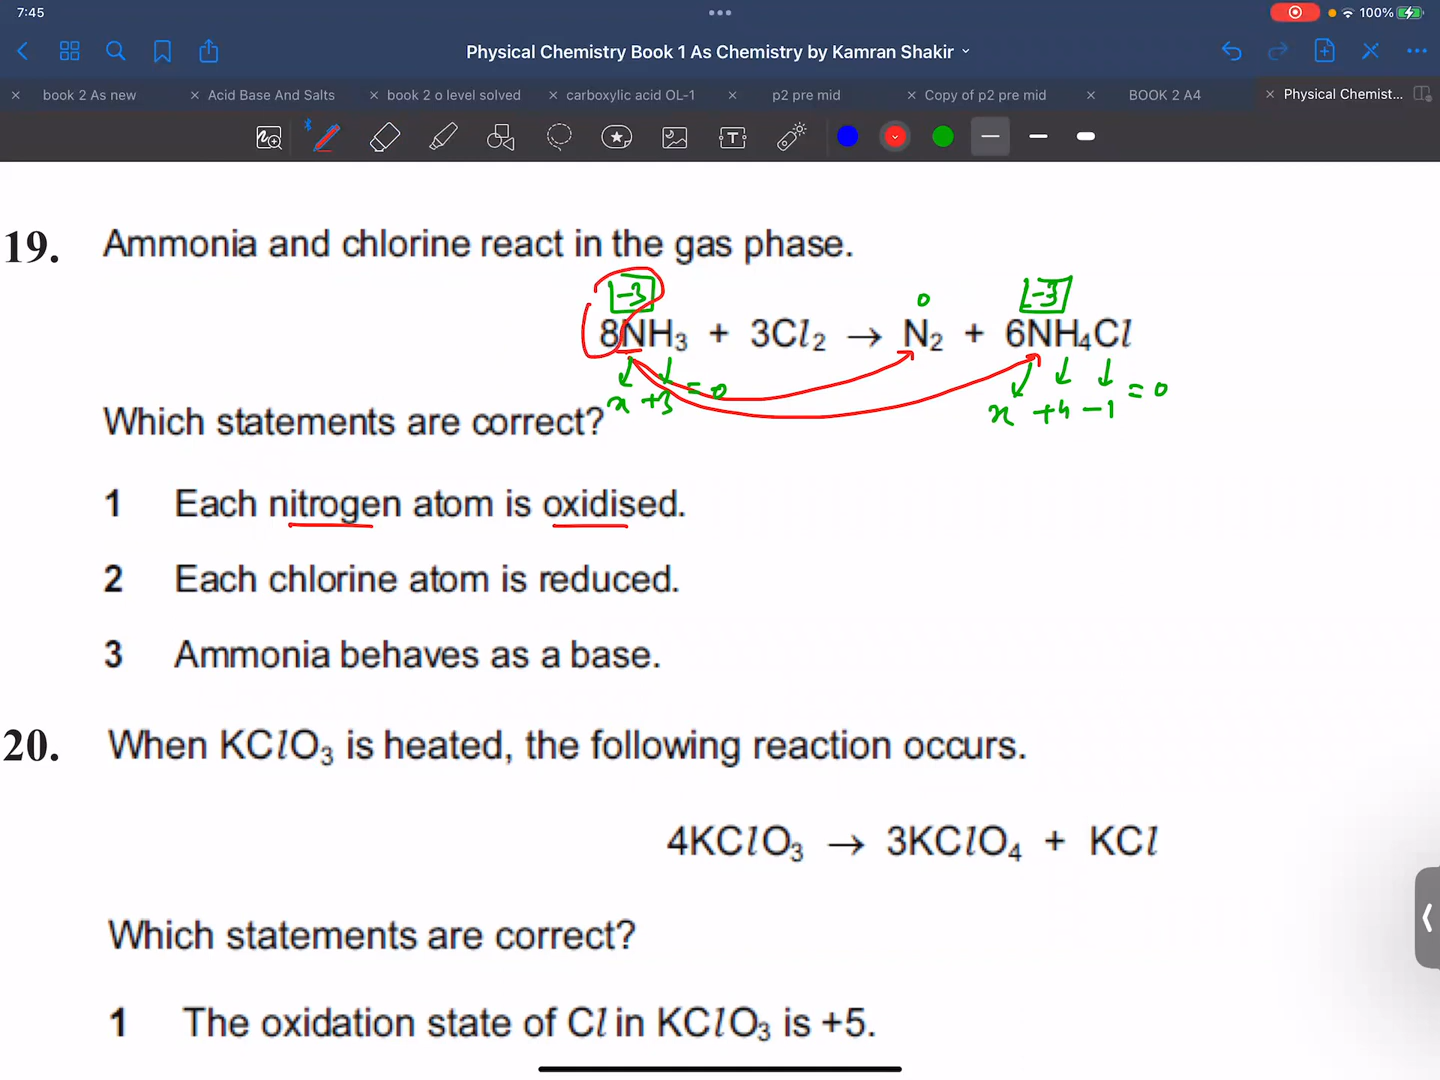 7:45 100%
Physical Chemistry Book 1 As Chemistry by Kamran Shakir
book 2 As new Acid Base And Salts book 2 o level solved carboxylic acid OL-1 p2 pre mid Copy of p2 pre mid BOOK 2 A4 Physical Chemist...
19. Ammonia and chlorine react in the gas phase.
-3 0 -3
8NH₃ + 3Cl₂ → N₂ + 6NH₄Cl
x +3 = 0 x +4 -1 = 0
Which statements are correct?
1 Each nitrogen atom is oxidised.
2 Each chlorine atom is reduced.
3 Ammonia behaves as a base.
20. When KClO₃ is heated, the following reaction occurs.
4KClO₃ → 3KClO₄ + KCl
Which statements are correct?
1 The oxidation state of Cl in KClO₃ is +5.